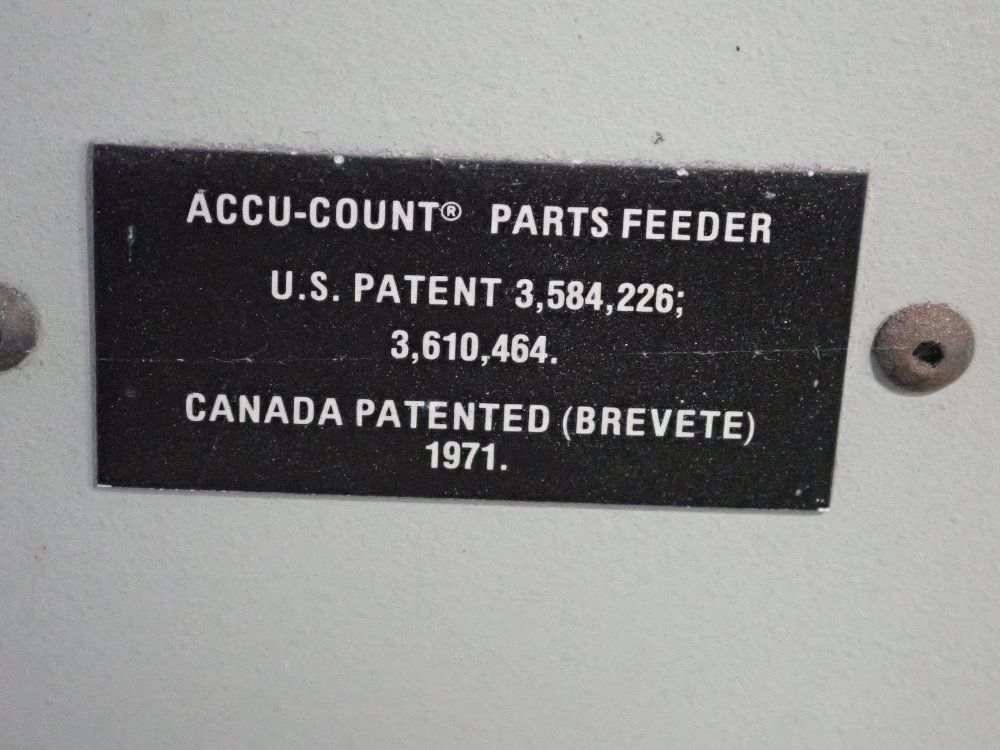 ACCU-COUNT® PARTS FEEDER
U.S. PATENT 3,584,226;
3,610,464.
CANADA PATENTED (BREVETE)
1971.